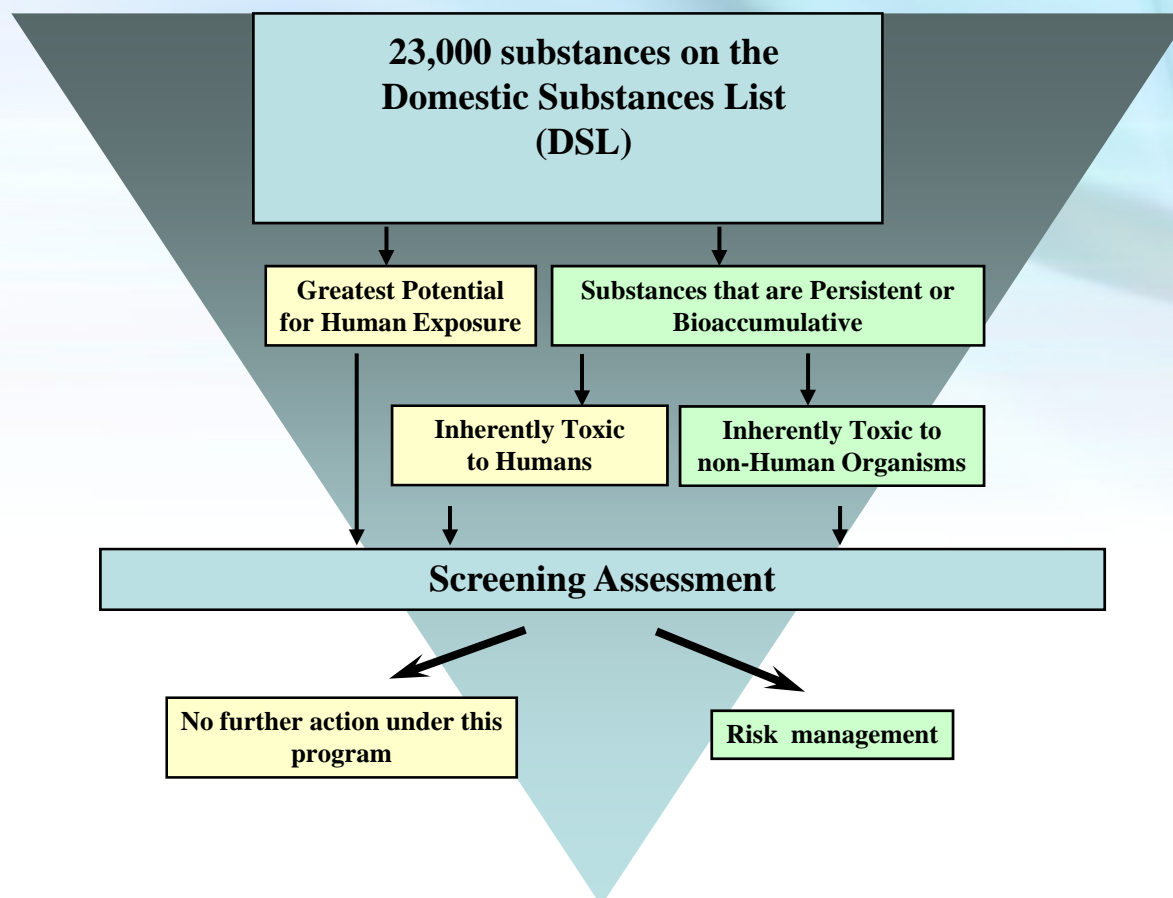 23,000 substances on the
Domestic Substances List
(DSL)
Greatest Potential
for Human Exposure
Substances that are Persistent or
Bioaccumulative
Inherently Toxic
to Humans
Inherently Toxic to
non-Human Organisms
Screening Assessment
No further action under this
program
Risk management